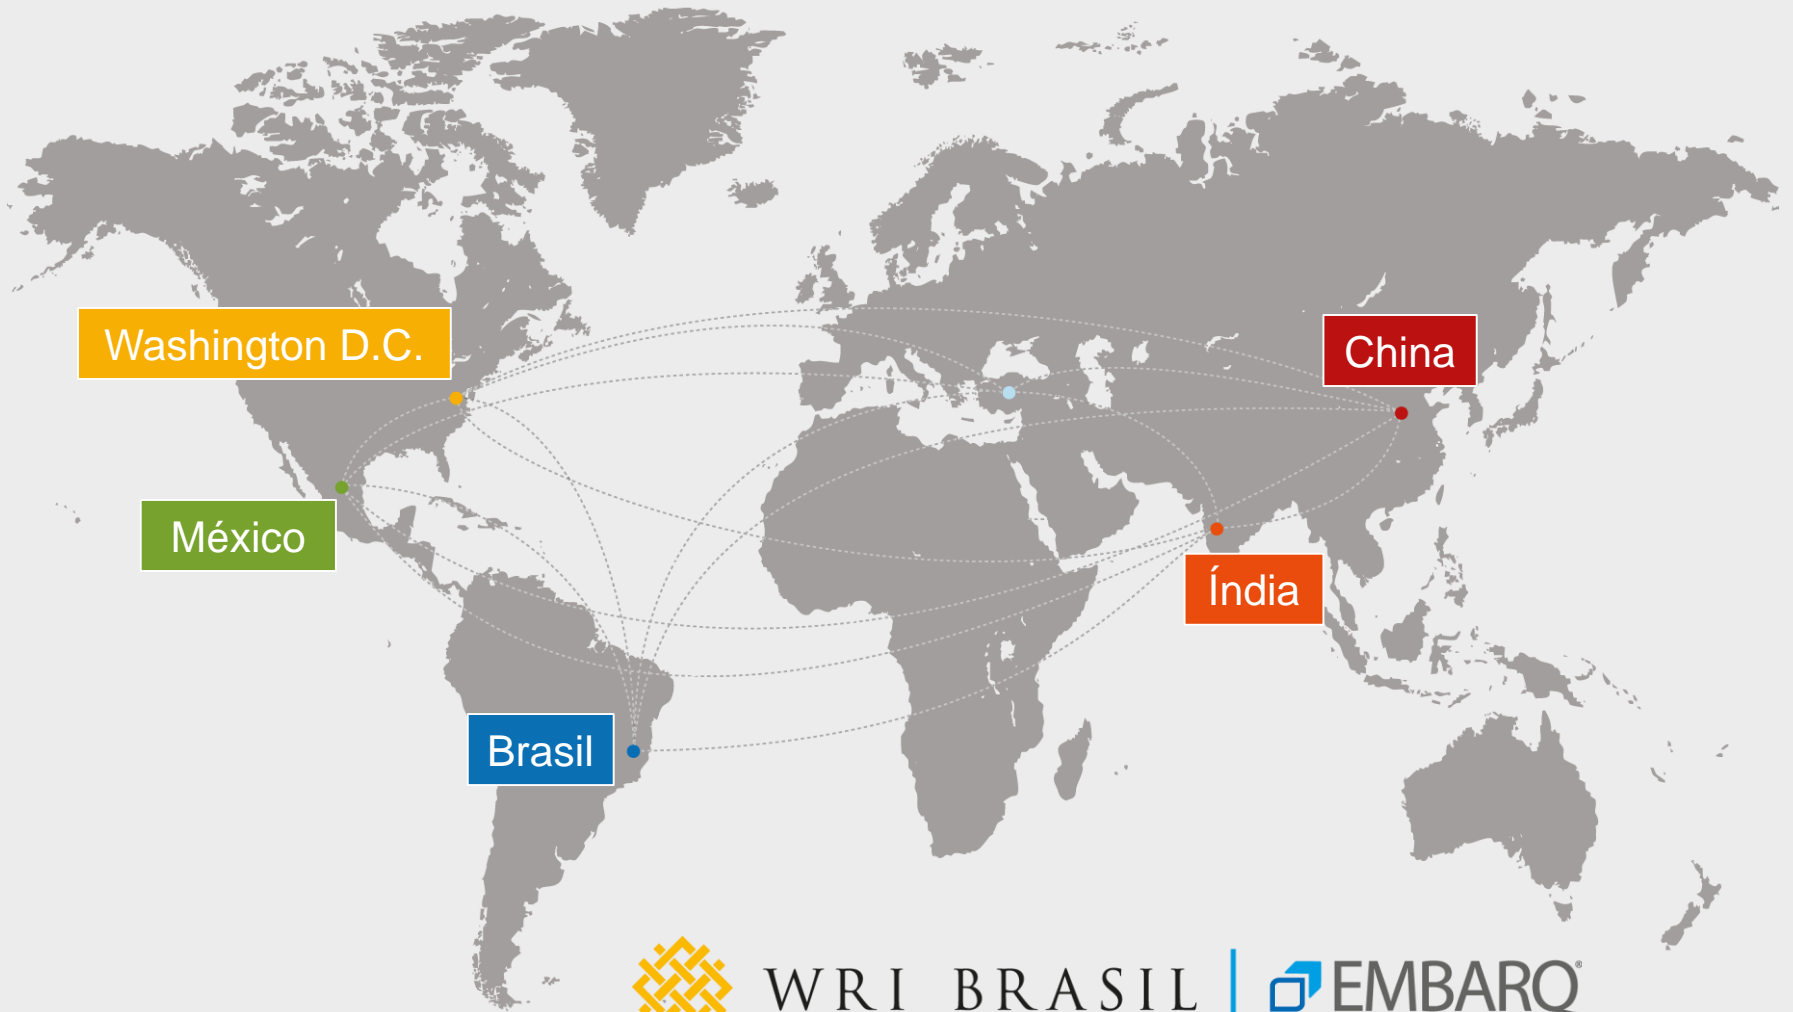 Washington D.C.
China
México
Índia
Brasil
WRI BRASIL | EMBARQ®